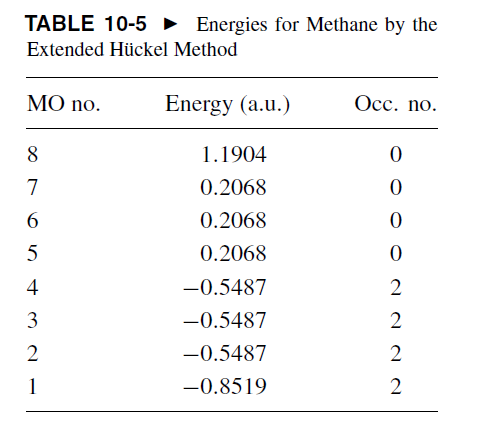 TABLE 10-5 ► Energies for Methane by the
Extended Hückel Method
MO no. Energy (a.u.) Occ. no.
8 1.1904 0
7 0.2068 0
6 0.2068 0
5 0.2068 0
4 −0.5487 2
3 −0.5487 2
2 −0.5487 2
1 −0.8519 2